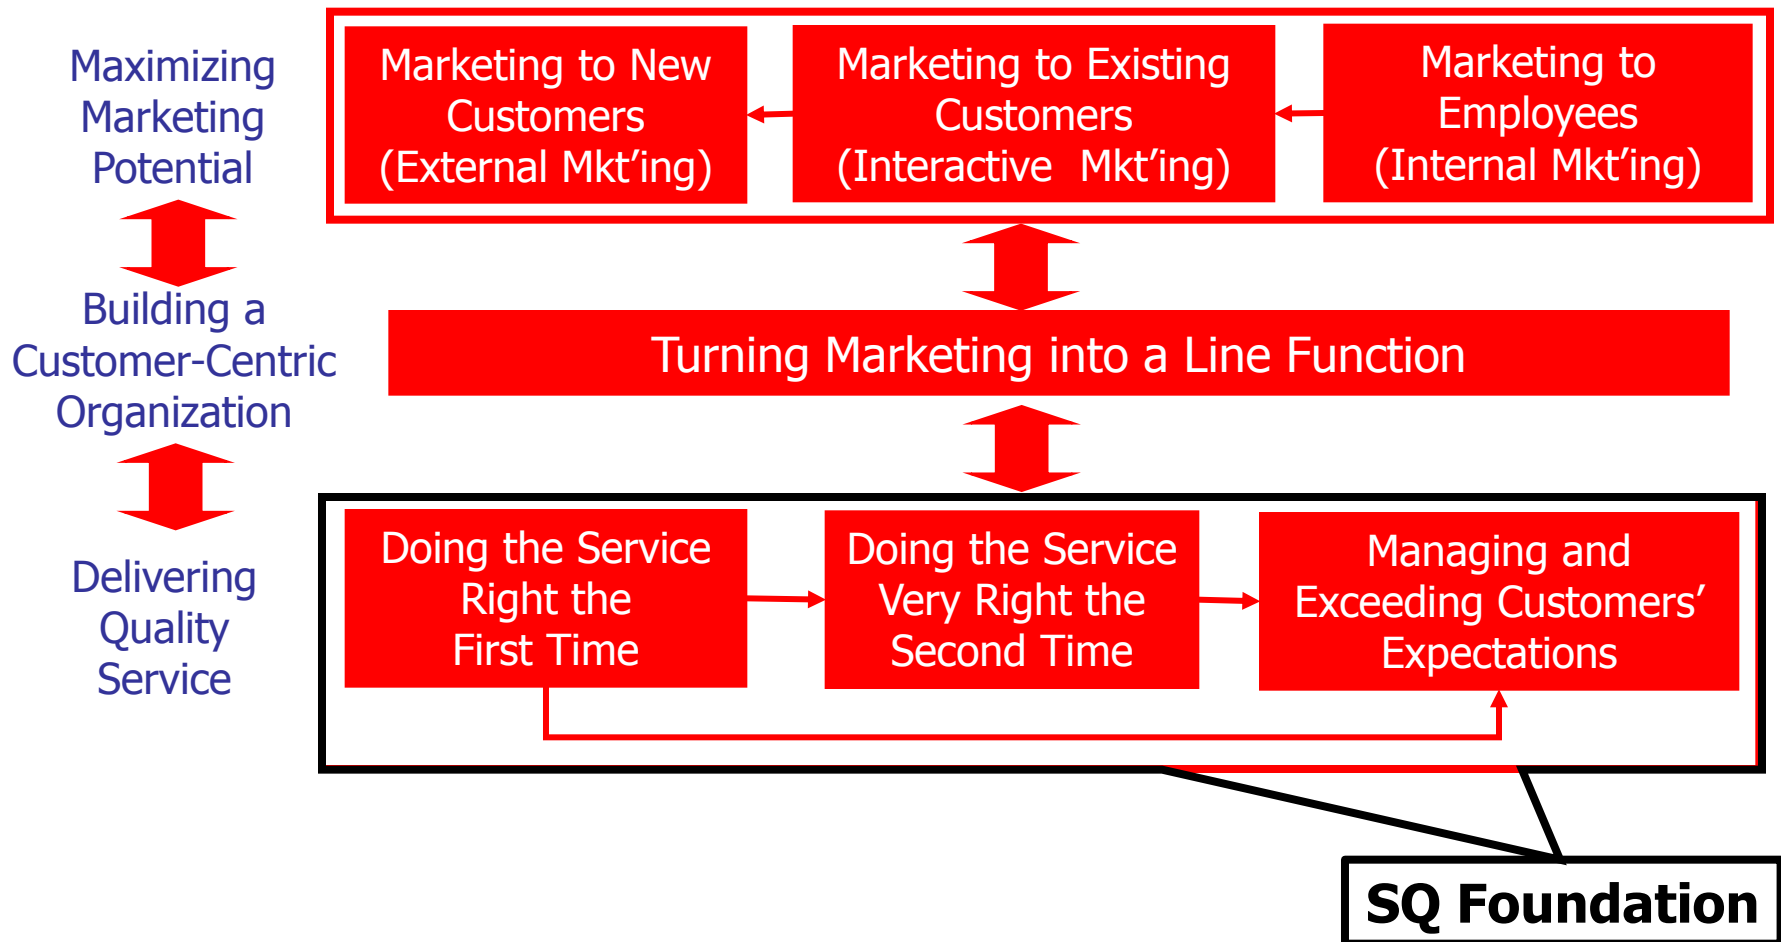 Maximizing
Marketing
Potential
Marketing to New
Customers
(External Mkt’ing)
Marketing to Existing
Customers
(Interactive  Mkt’ing)
Marketing to
Employees
(Internal Mkt’ing)
Building a
Customer-Centric
Organization
Turning Marketing into a Line Function
Delivering
Quality
Service
Doing the Service
Right the
First Time
Doing the Service
Very Right the
Second Time
Managing and
Exceeding Customers’
Expectations
SQ Foundation